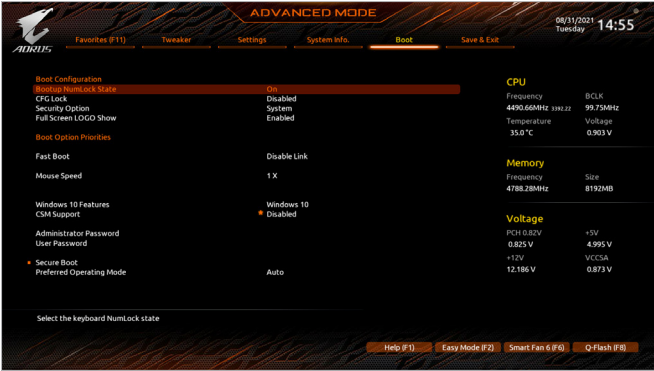 ADVANCED MODE
08/31/2021 Tuesday 14:55
AORUS
Favorites (F11) Tweaker Settings System Info. Boot Save & Exit
Boot Configuration
Bootup NumLock State On
CFG Lock Disabled
Security Option System
Full Screen LOGO Show Enabled
Boot Option Priorities
Fast Boot Disable Link
Mouse Speed 1 X
Windows 10 Features Windows 10
CSM Support Disabled
Administrator Password
User Password
Secure Boot
Preferred Operating Mode Auto
CPU
Frequency BCLK
4490.66MHz 3392.22 99.75MHz
Temperature Voltage
35.0 °C 0.903 V
Memory
Frequency Size
4788.28MHz 8192MB
Voltage
PCH 0.82V +5V
0.825 V 4.995 V
+12V VCCSA
12.186 V 0.873 V
Select the keyboard NumLock state
Help (F1) Easy Mode (F2) Smart Fan 6 (F6) Q-Flash (F8)